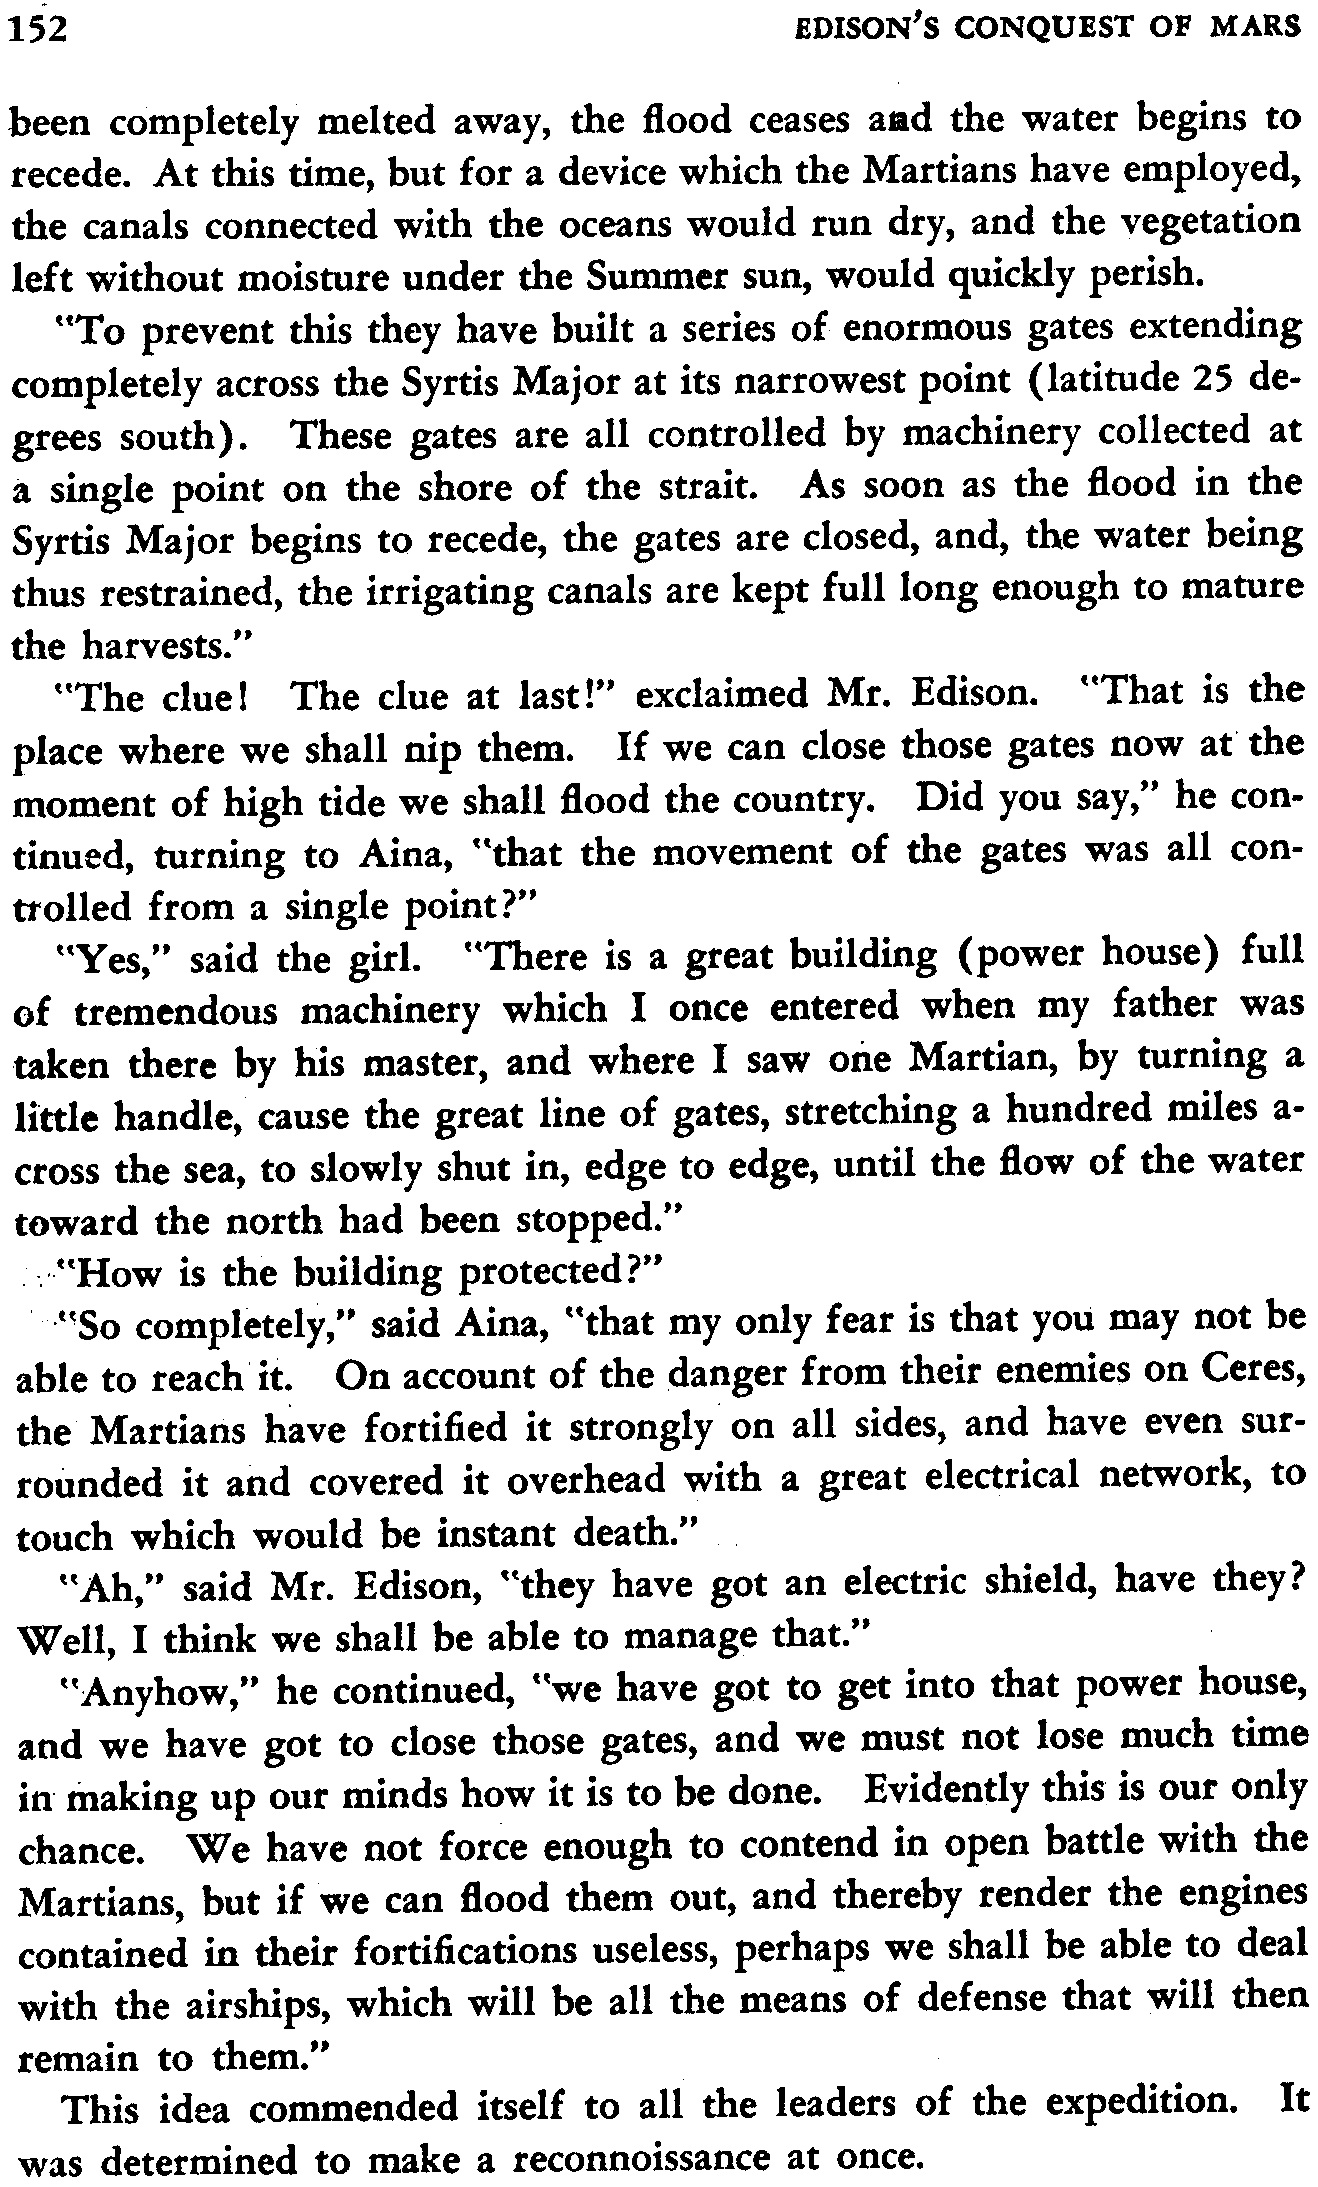 152 EDISON'S CONQUEST OF MARS
been completely melted away, the flood ceases and the water begins to
recede. At this time, but for a device which the Martians have employed,
the canals connected with the oceans would run dry, and the vegetation
left without moisture under the Summer sun, would quickly perish.
"To prevent this they have built a series of enormous gates extending
completely across the Syrtis Major at its narrowest point (latitude 25 de-
grees south). These gates are all controlled by machinery collected at
a single point on the shore of the strait. As soon as the flood in the
Syrtis Major begins to recede, the gates are closed, and, the water being
thus restrained, the irrigating canals are kept full long enough to mature
the harvests."
"The clue! The clue at last!" exclaimed Mr. Edison. "That is the
place where we shall nip them. If we can close those gates now at the
moment of high tide we shall flood the country. Did you say," he con-
tinued, turning to Aina, "that the movement of the gates was all con-
trolled from a single point?"
"Yes," said the girl. "There is a great building (power house) full
of tremendous machinery which I once entered when my father was
taken there by his master, and where I saw one Martian, by turning a
little handle, cause the great line of gates, stretching a hundred miles a-
cross the sea, to slowly shut in, edge to edge, until the flow of the water
toward the north had been stopped."
"How is the building protected?"
"So completely," said Aina, "that my only fear is that you may not be
able to reach it. On account of the danger from their enemies on Ceres,
the Martians have fortified it strongly on all sides, and have even sur-
rounded it and covered it overhead with a great electrical network, to
touch which would be instant death."
"Ah," said Mr. Edison, "they have got an electric shield, have they?
Well, I think we shall be able to manage that."
"Anyhow," he continued, "we have got to get into that power house,
and we have got to close those gates, and we must not lose much time
in making up our minds how it is to be done. Evidently this is our only
chance. We have not force enough to contend in open battle with the
Martians, but if we can flood them out, and thereby render the engines
contained in their fortifications useless, perhaps we shall be able to deal
with the airships, which will be all the means of defense that will then
remain to them."
This idea commended itself to all the leaders of the expedition. It
was determined to make a reconnoissance at once.